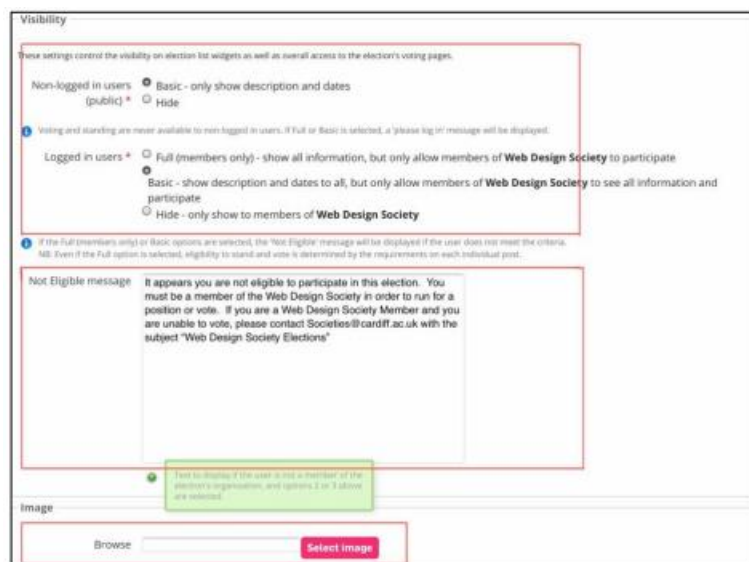 Visibility
These settings control the visibility on election list widgets as well as overall access to the election's voting pages.
Non-logged in users (public) *
Basic - only show description and dates
Hide
Voting and standing are never available to non logged in users. If Full or Basic is selected, a 'please log in' message will be displayed.
Logged in users *
Full (members only) - show all information, but only allow members of Web Design Society to participate
Basic - show description and dates to all, but only allow members of Web Design Society to see all information and
participate
Hide - only show to members of Web Design Society
If the Full (members only) or Basic options are selected, the 'Not Eligible' message will be displayed if the user does not meet the criteria.
NB: Even if the Full option is selected, eligibility to stand and vote is determined by the requirements on each individual post.
Not Eligible message
It appears you are not eligible to participate in this election. You
must be a member of the Web Design Society in order to run for a
position or vote. If you are a Web Design Society Member and you
are unable to vote, please contact Societies@cardiff.ac.uk with the
subject "Web Design Society Elections"
Text to display if the user is not a member of the
election's organisation, and options 2 or 3 above
are selected.
Image
Browse
Select image